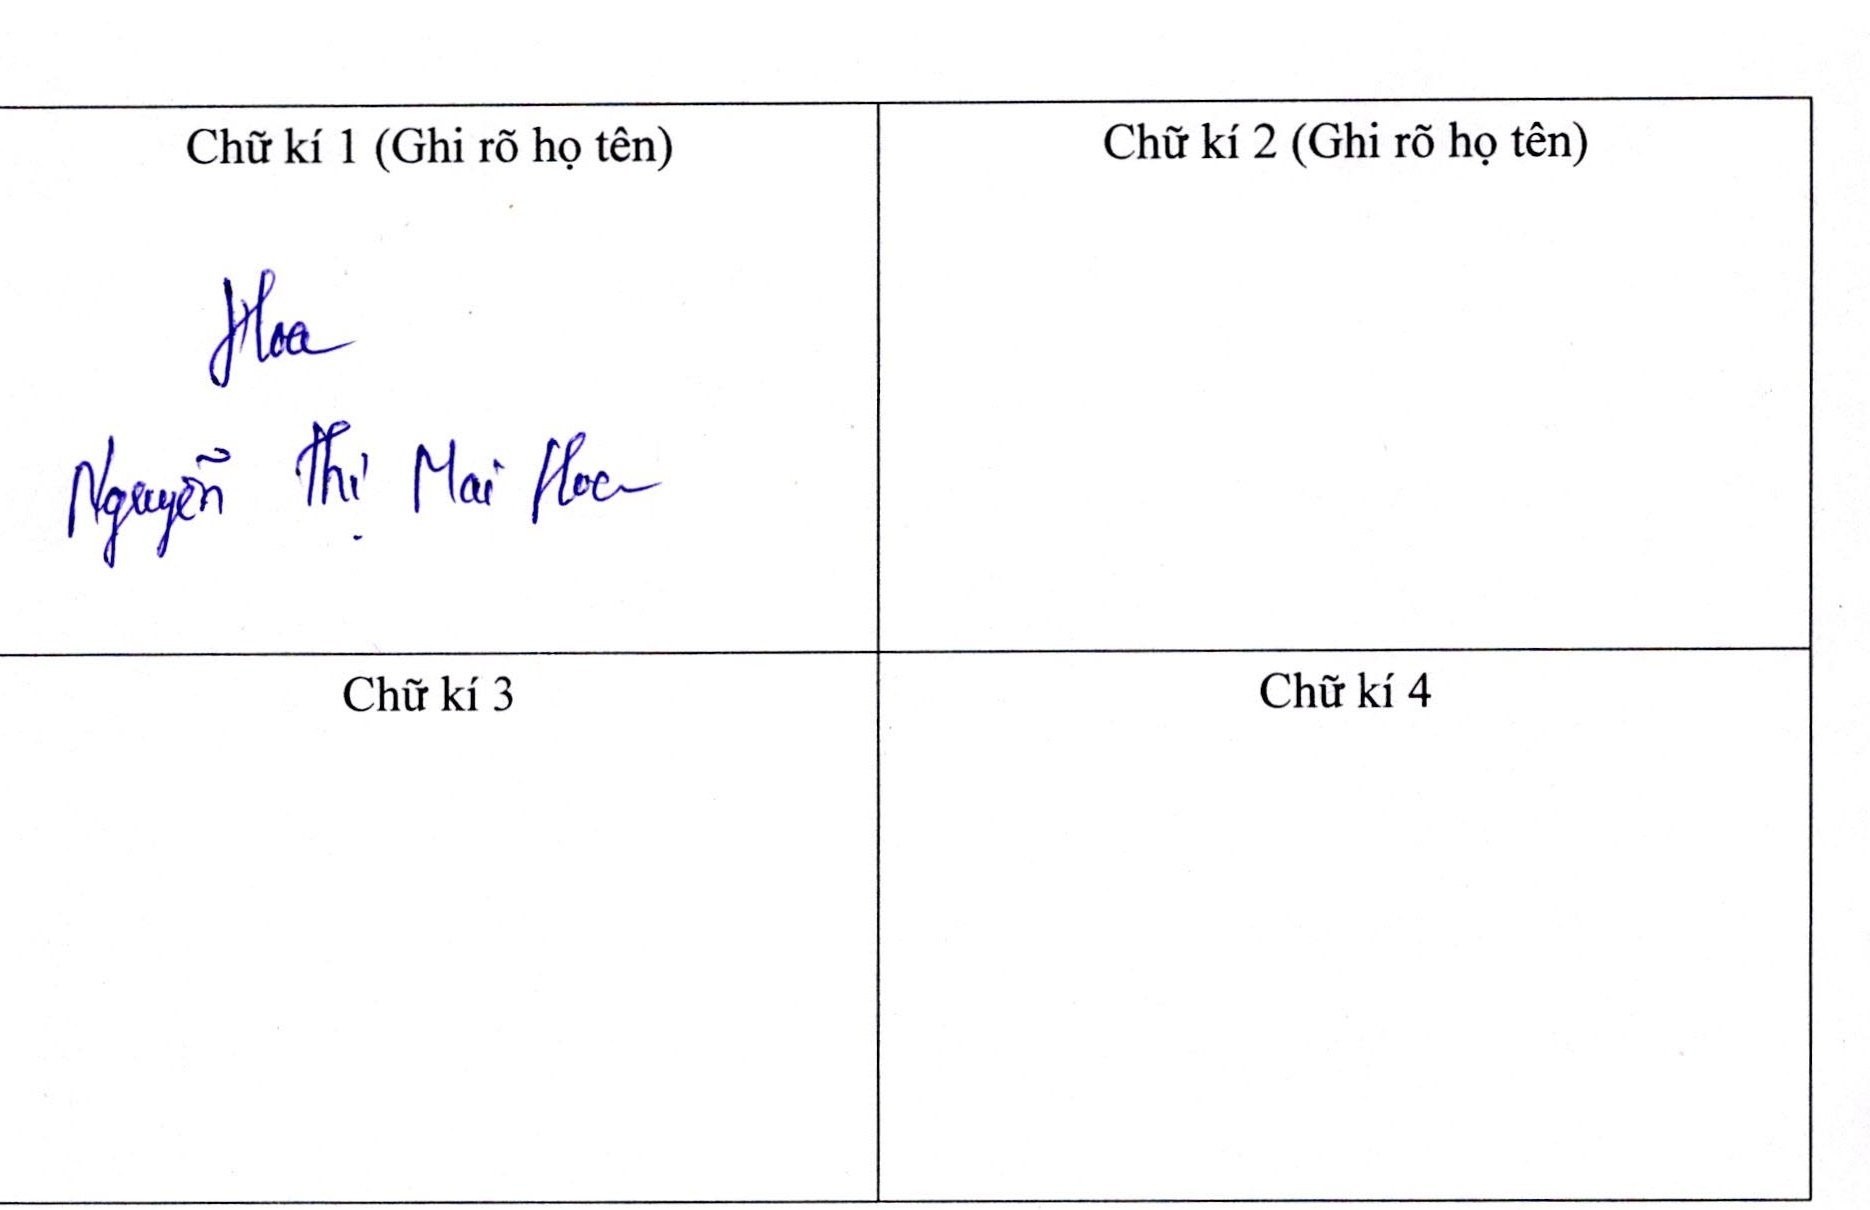 Chữ kí 1 (Ghi rõ họ tên)
Chữ kí 2 (Ghi rõ họ tên)
Hoa
Nguyễn Thị Mai Hoa
Chữ kí 3
Chữ kí 4